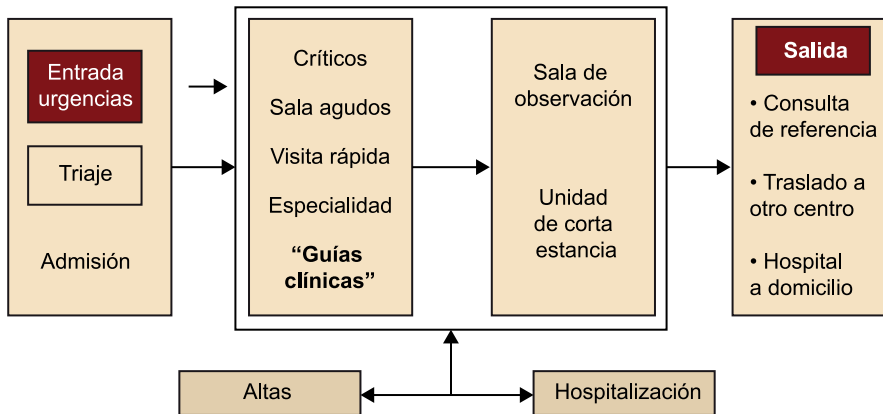 Entrada
urgencias
Triaje
Admisión
Críticos
Sala agudos
Visita rápida
Especialidad
“Guías
clínicas”
Sala de
observación
Unidad
de corta
estancia
Salida
• Consulta
de referencia
• Traslado a
otro centro
• Hospital
a domicilio
Altas
Hospitalización